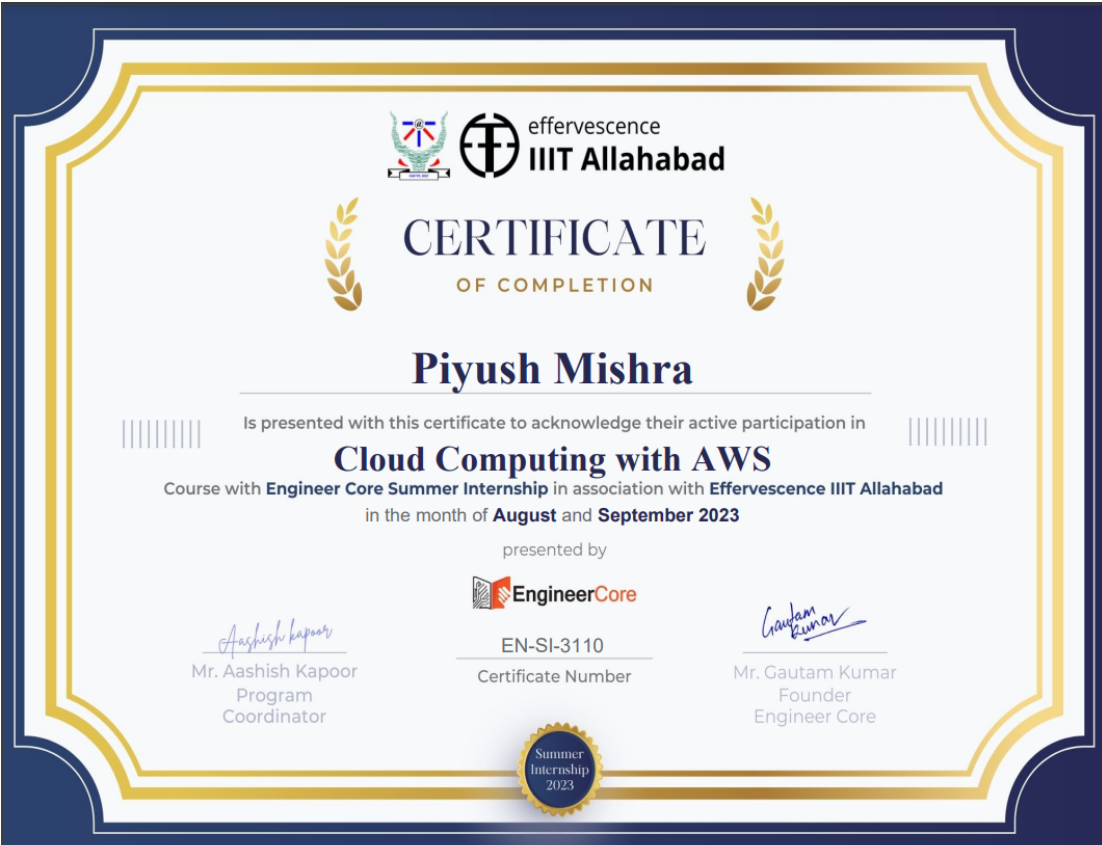 effervescence
IIIT Allahabad
CERTIFICATE
OF COMPLETION
Piyush Mishra
Is presented with this certificate to acknowledge their active participation in
Cloud Computing with AWS
Course with Engineer Core Summer Internship in association with Effervescence IIIT Allahabad
in the month of August and September 2023
presented by
EngineerCore
Aashish kapoor
Mr. Aashish Kapoor
Program
Coordinator
EN-SI-3110
Certificate Number
Gautam
Kumar
Mr. Gautam Kumar
Founder
Engineer Core
Summer
Internship
2023